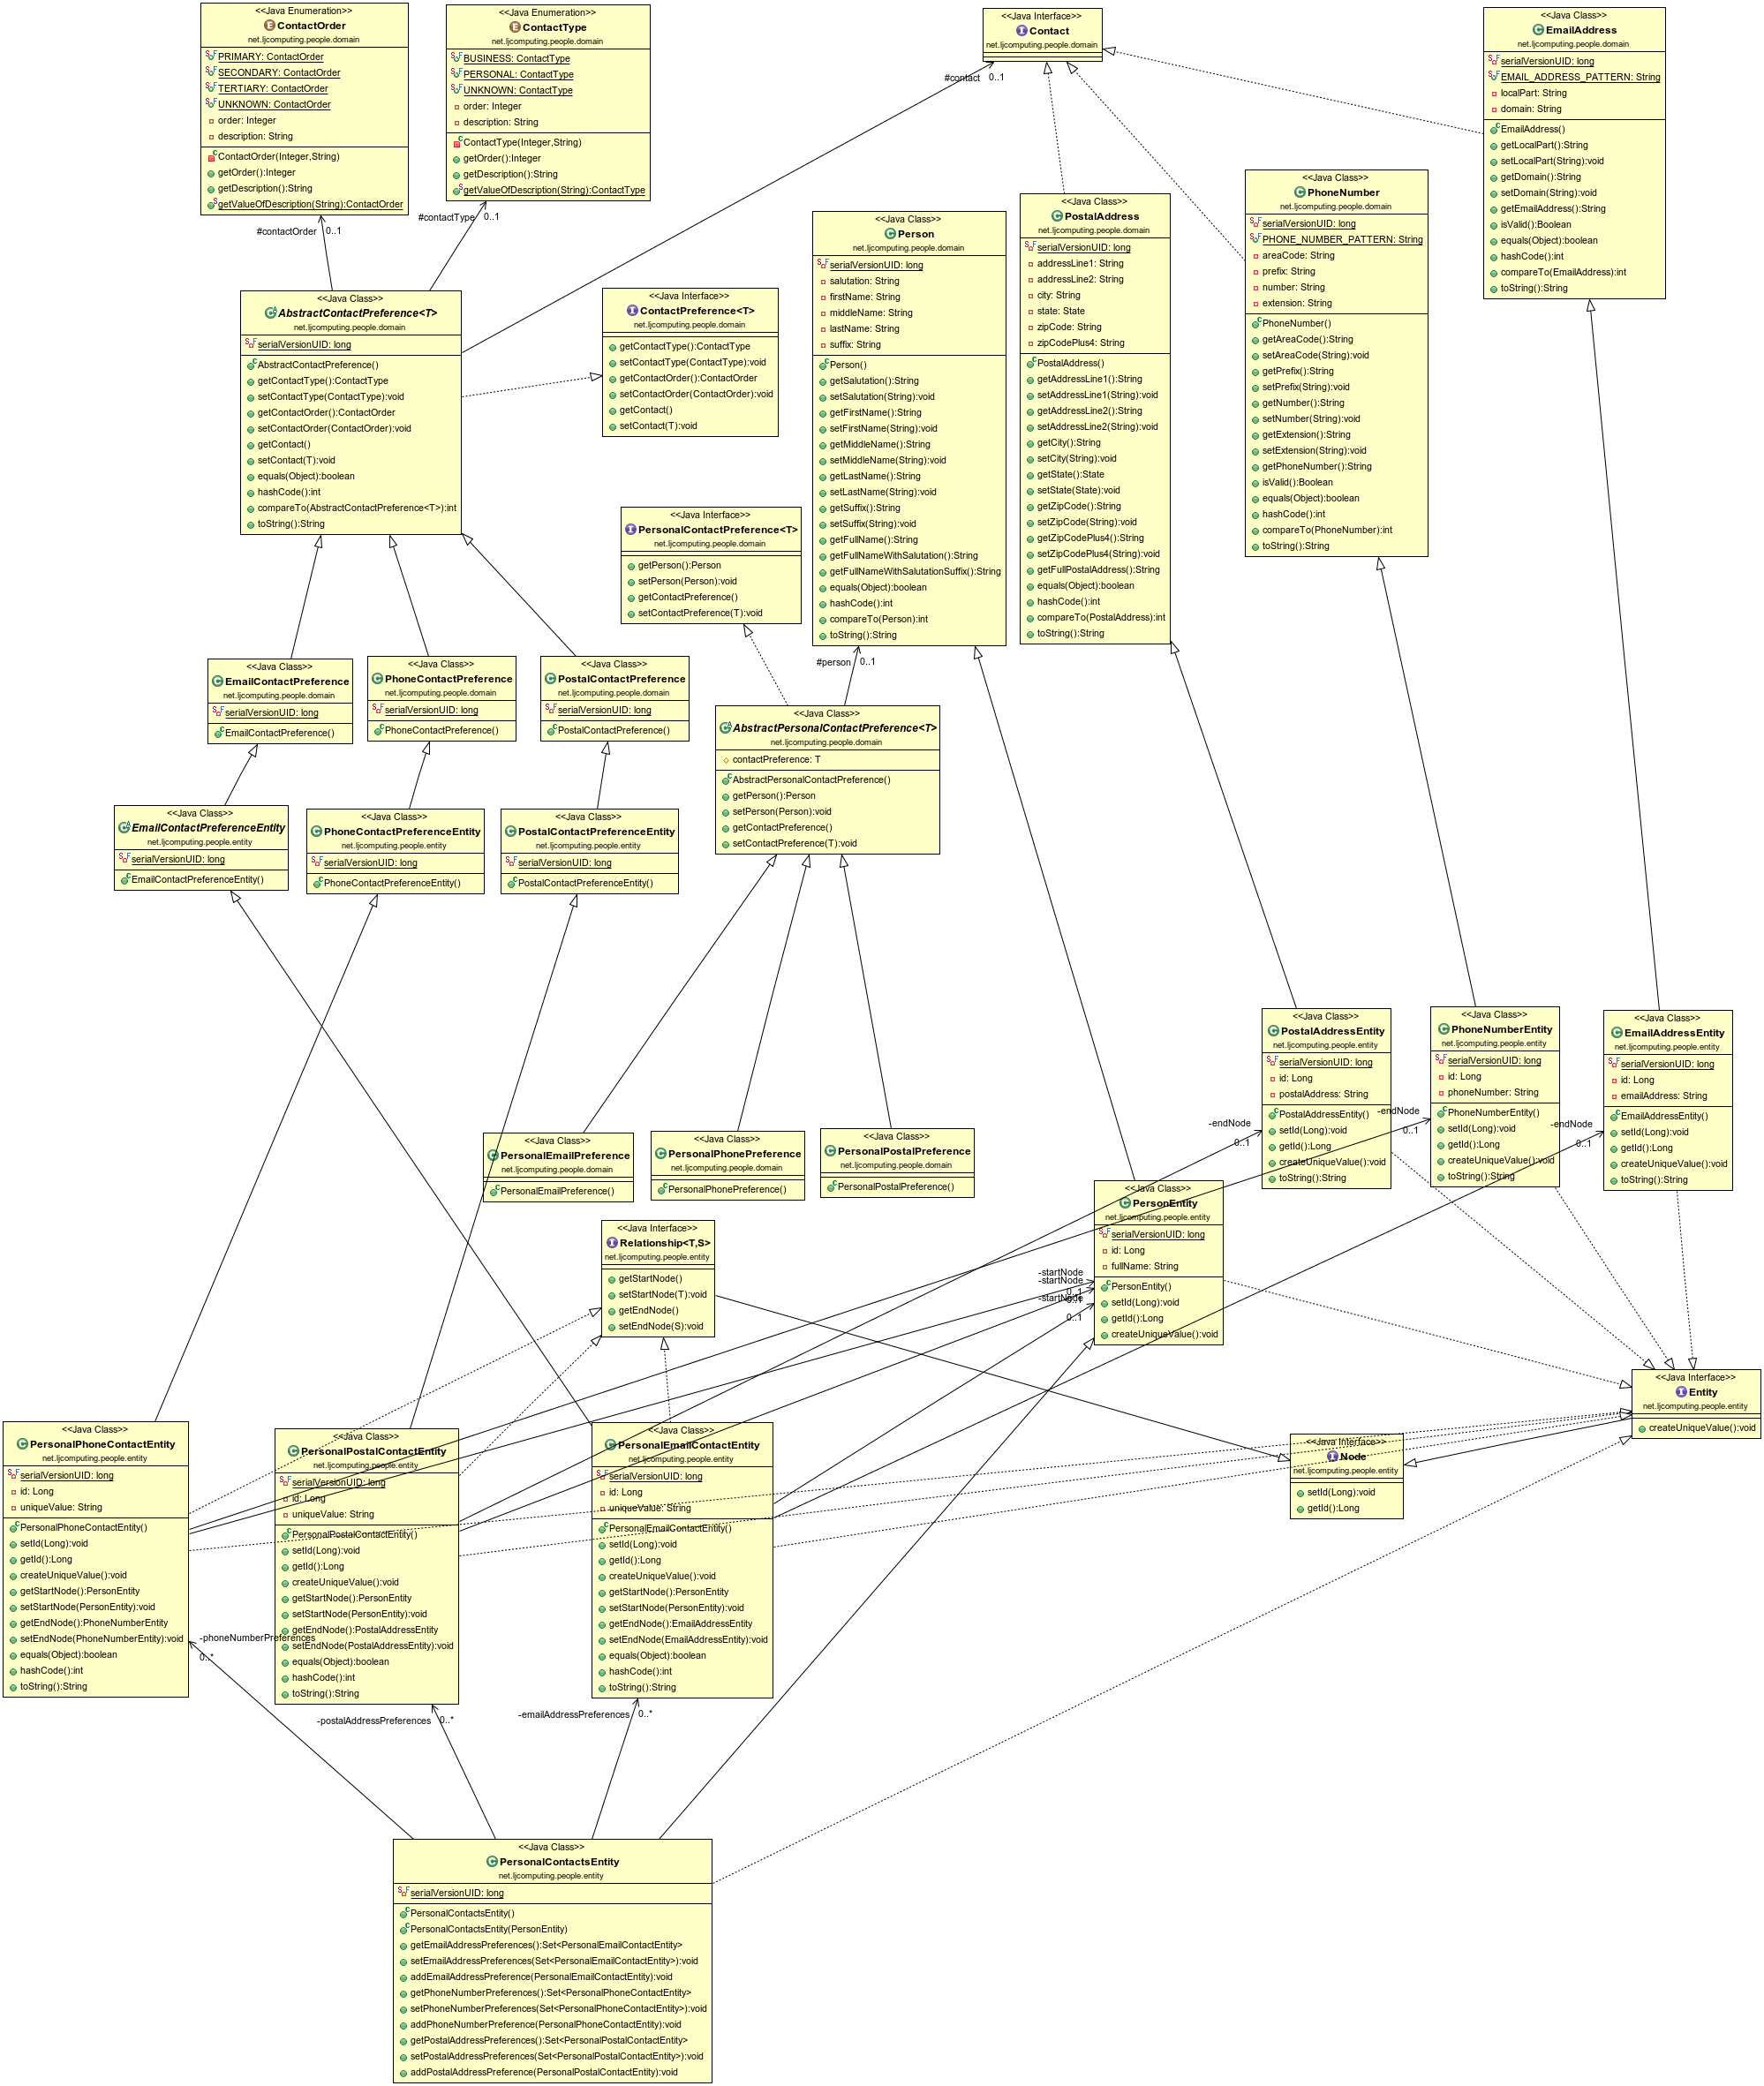 <<Java Enumeration>>
ContactOrder
net.ljcomputing.people.domain
PRIMARY: ContactOrder
SECONDARY: ContactOrder
TERTIARY: ContactOrder
UNKNOWN: ContactOrder
order: Integer
description: String
ContactOrder(Integer,String)
getOrder():Integer
getDescription():String
getValueOfDescription(String):ContactOrder
<<Java Enumeration>>
ContactType
net.ljcomputing.people.domain
BUSINESS: ContactType
PERSONAL: ContactType
UNKNOWN: ContactType
order: Integer
description: String
ContactType(Integer,String)
getOrder():Integer
getDescription():String
getValueOfDescription(String):ContactType
<<Java Interface>>
Contact
net.ljcomputing.people.domain
#contact 0..1
<<Java Class>>
EmailAddress
net.ljcomputing.people.domain
serialVersionUID: long
EMAIL_ADDRESS_PATTERN: String
localPart: String
domain: String
EmailAddress()
getLocalPart():String
setLocalPart(String):void
getDomain():String
setDomain(String):void
getEmailAddress():String
isValid():Boolean
equals(Object):boolean
hashCode():int
compareTo(EmailAddress):int
toString():String
#contactOrder 0..1
#contactType 0..1
<<Java Class>>
PhoneNumber
net.ljcomputing.people.domain
serialVersionUID: long
PHONE_NUMBER_PATTERN: String
areaCode: String
prefix: String
number: String
extension: String
PhoneNumber()
getAreaCode():String
setAreaCode(String):void
getPrefix():String
setPrefix(String):void
getNumber():String
setNumber(String):void
getExtension():String
setExtension(String):void
getPhoneNumber():String
isValid():Boolean
equals(Object):boolean
hashCode():int
compareTo(PhoneNumber):int
toString():String
<<Java Class>>
PostalAddress
net.ljcomputing.people.domain
serialVersionUID: long
addressLine1: String
addressLine2: String
city: String
state: State
zipCode: String
zipCodePlus4: String
PostalAddress()
getAddressLine1():String
setAddressLine1(String):void
getAddressLine2():String
setAddressLine2(String):void
getCity():String
setCity(String):void
getState():State
setState(State):void
getZipCode():String
setZipCode(String):void
getZipCodePlus4():String
setZipCodePlus4(String):void
getFullPostalAddress():String
equals(Object):boolean
hashCode():int
compareTo(PostalAddress):int
toString():String
<<Java Class>>
Person
net.ljcomputing.people.domain
serialVersionUID: long
salutation: String
firstName: String
middleName: String
lastName: String
suffix: String
Person()
getSalutation():String
setSalutation(String):void
getFirstName():String
setFirstName(String):void
getMiddleName():String
setMiddleName(String):void
getLastName():String
setLastName(String):void
getSuffix():String
setSuffix(String):void
getFullName():String
getFullNameWithSalutation():String
getFullNameWithSalutationSuffix():String
equals(Object):boolean
hashCode():int
compareTo(Person):int
toString():String
<<Java Class>>
AbstractContactPreference<T>
net.ljcomputing.people.domain
serialVersionUID: long
AbstractContactPreference()
getContactType():ContactType
setContactType(ContactType):void
getContactOrder():ContactOrder
setContactOrder(ContactOrder):void
getContact()
setContact(T):void
equals(Object):boolean
hashCode():int
compareTo(AbstractContactPreference<T>):int
toString():String
<<Java Interface>>
ContactPreference<T>
net.ljcomputing.people.domain
getContactType():ContactType
setContactType(ContactType):void
getContactOrder():ContactOrder
setContactOrder(ContactOrder):void
getContact()
setContact(T):void
<<Java Interface>>
PersonalContactPreference<T>
net.ljcomputing.people.domain
getPerson():Person
setPerson(Person):void
getContactPreference()
setContactPreference(T):void
#person 0..1
<<Java Class>>
EmailContactPreference
net.ljcomputing.people.domain
serialVersionUID: long
EmailContactPreference()
<<Java Class>>
PhoneContactPreference
net.ljcomputing.people.domain
serialVersionUID: long
PhoneContactPreference()
<<Java Class>>
PostalContactPreference
net.ljcomputing.people.domain
serialVersionUID: long
PostalContactPreference()
<<Java Class>>
AbstractPersonalContactPreference<T>
net.ljcomputing.people.domain
contactPreference: T
AbstractPersonalContactPreference()
getPerson():Person
setPerson(Person):void
getContactPreference()
setContactPreference(T):void
<<Java Class>>
EmailContactPreferenceEntity
net.ljcomputing.people.entity
serialVersionUID: long
EmailContactPreferenceEntity()
<<Java Class>>
PhoneContactPreferenceEntity
net.ljcomputing.people.entity
serialVersionUID: long
PhoneContactPreferenceEntity()
<<Java Class>>
PostalContactPreferenceEntity
net.ljcomputing.people.entity
serialVersionUID: long
PostalContactPreferenceEntity()
<<Java Class>>
PostalAddressEntity
net.ljcomputing.people.entity
serialVersionUID: long
id: Long
postalAddress: String
PostalAddressEntity()
setId(Long):void
getId():Long
createUniqueValue():void
toString():String
<<Java Class>>
PhoneNumberEntity
net.ljcomputing.people.entity
serialVersionUID: long
id: Long
phoneNumber: String
PhoneNumberEntity()
setId(Long):void
getId():Long
createUniqueValue():void
toString():String
<<Java Class>>
EmailAddressEntity
net.ljcomputing.people.entity
serialVersionUID: long
id: Long
emailAddress: String
EmailAddressEntity()
setId(Long):void
getId():Long
createUniqueValue():void
toString():String
-endNode
0..1
-endNode
0..1
-endNode
0..1
<<Java Class>>
PersonalEmailPreference
net.ljcomputing.people.domain
PersonalEmailPreference()
<<Java Class>>
PersonalPhonePreference
net.ljcomputing.people.domain
PersonalPhonePreference()
<<Java Class>>
PersonalPostalPreference
net.ljcomputing.people.domain
PersonalPostalPreference()
<<Java Class>>
PersonEntity
net.ljcomputing.people.entity
serialVersionUID: long
id: Long
fullName: String
PersonEntity()
setId(Long):void
getId():Long
createUniqueValue():void
<<Java Interface>>
Relationship<T,S>
net.ljcomputing.people.entity
getStartNode()
setStartNode(T):void
getEndNode()
setEndNode(S):void
-startNode
-startNode
0..1
0..1
-startNode
0..1
<<Java Interface>>
Entity
net.ljcomputing.people.entity
createUniqueValue():void
<<Java Interface>>
Node
net.ljcomputing.people.entity
setId(Long):void
getId():Long
<<Java Class>>
PersonalPhoneContactEntity
net.ljcomputing.people.entity
serialVersionUID: long
id: Long
uniqueValue: String
PersonalPhoneContactEntity()
setId(Long):void
getId():Long
createUniqueValue():void
getStartNode():PersonEntity
setStartNode(PersonEntity):void
getEndNode():PhoneNumberEntity
setEndNode(PhoneNumberEntity):void
equals(Object):boolean
hashCode():int
toString():String
<<Java Class>>
PersonalPostalContactEntity
net.ljcomputing.people.entity
serialVersionUID: long
id: Long
uniqueValue: String
PersonalPostalContactEntity()
setId(Long):void
getId():Long
createUniqueValue():void
getStartNode():PersonEntity
setStartNode(PersonEntity):void
getEndNode():PostalAddressEntity
setEndNode(PostalAddressEntity):void
equals(Object):boolean
hashCode():int
toString():String
<<Java Class>>
PersonalEmailContactEntity
net.ljcomputing.people.entity
serialVersionUID: long
id: Long
uniqueValue: String
PersonalEmailContactEntity()
setId(Long):void
getId():Long
createUniqueValue():void
getStartNode():PersonEntity
setStartNode(PersonEntity):void
getEndNode():EmailAddressEntity
setEndNode(EmailAddressEntity):void
equals(Object):boolean
hashCode():int
toString():String
-phoneNumberPreferences
0..*
-postalAddressPreferences 0..*
-emailAddressPreferences 0..*
<<Java Class>>
PersonalContactsEntity
net.ljcomputing.people.entity
serialVersionUID: long
PersonalContactsEntity()
PersonalContactsEntity(PersonEntity)
getEmailAddressPreferences():Set<PersonalEmailContactEntity>
setEmailAddressPreferences(Set<PersonalEmailContactEntity>):void
addEmailAddressPreference(PersonalEmailContactEntity):void
getPhoneNumberPreferences():Set<PersonalPhoneContactEntity>
setPhoneNumberPreferences(Set<PersonalPhoneContactEntity>):void
addPhoneNumberPreference(PersonalPhoneContactEntity):void
getPostalAddressPreferences():Set<PersonalPostalContactEntity>
setPostalAddressPreferences(Set<PersonalPostalContactEntity>):void
addPostalAddressPreference(PersonalPostalContactEntity):void